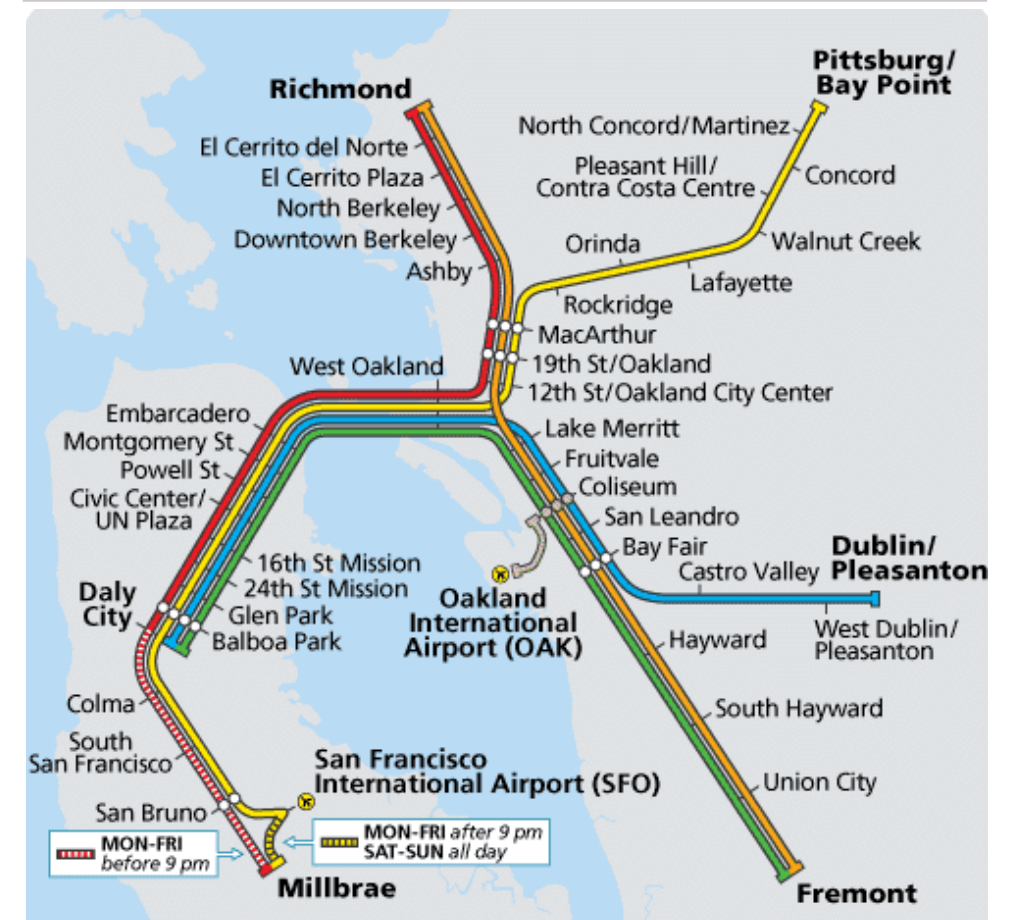 Pittsburg/
Bay Point
Richmond
North Concord/Martinez
El Cerrito del Norte
Pleasant Hill/
Contra Costa Centre
Concord
El Cerrito Plaza
North Berkeley
Downtown Berkeley
Orinda
Walnut Creek
Ashby
Lafayette
Rockridge
MacArthur
West Oakland
19th St/Oakland
12th St/Oakland City Center
Embarcadero
Lake Merritt
Montgomery St
Fruitvale
Powell St
Coliseum
Civic Center/
UN Plaza
San Leandro
Bay Fair
Dublin/
Pleasanton
16th St Mission
Castro Valley
24th St Mission
Daly
City
Oakland
International
Airport (OAK)
Glen Park
Balboa Park
Hayward
West Dublin/
Pleasanton
Colma
South Hayward
South
San Francisco
San Francisco
International Airport (SFO)
Union City
San Bruno
MON-FRI
before 9 pm
MON-FRI after 9 pm
SAT-SUN all day
Millbrae
Fremont